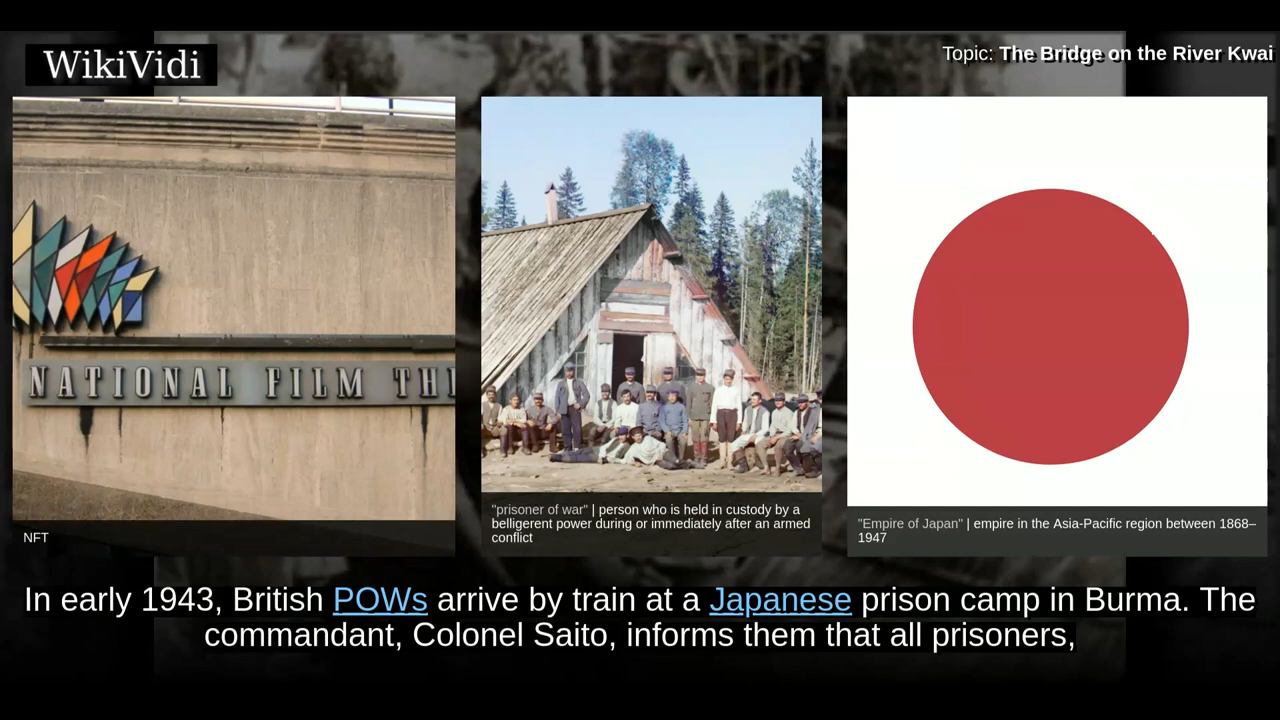 WikiVidi
Topic: The Bridge on the River Kwai
NATIONAL FILM THE
NFT
"prisoner of war" | person who is held in custody by a
belligerent power during or immediately after an armed
conflict
"Empire of Japan" | empire in the Asia-Pacific region between 1868–
1947
In early 1943, British POWs arrive by train at a Japanese prison camp in Burma. The
commandant, Colonel Saito, informs them that all prisoners,